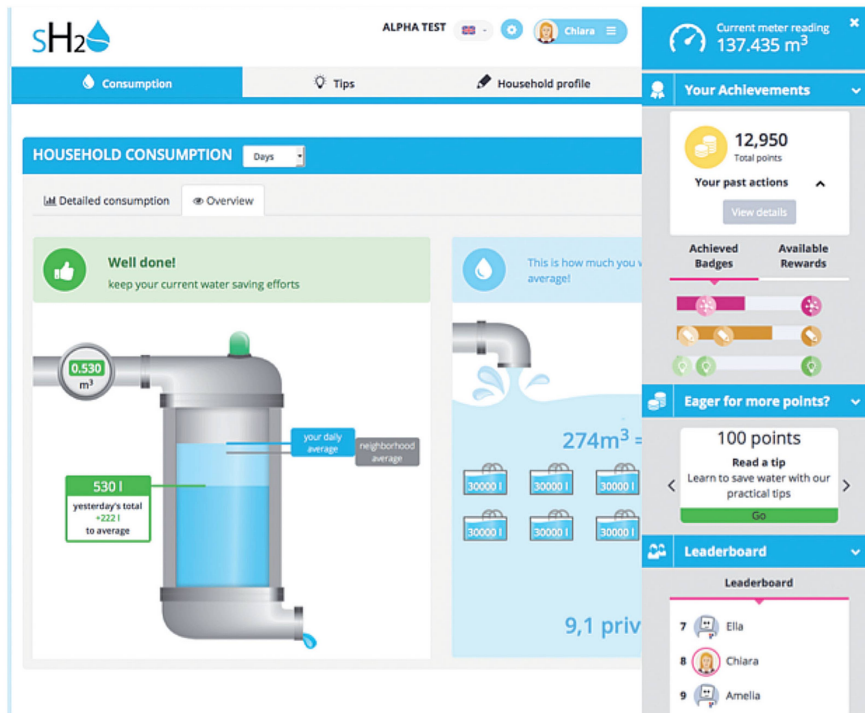 SH2
ALPHA TEST
Chiara
Consumption
Tips
Household profile
HOUSEHOLD CONSUMPTION
Days
Detailed consumption
Overview
Well done!
keep your current water saving efforts
0.530
m³
your daily
average
neighborhood
average
530 l
yesterday's total
+222 l
to average
This is how much you
average!
274m³ =
30000 l
30000 l
30000 l
30000 l
30000 l
30000 l
9,1 priv
Current meter reading
137.435 m³
Your Achievements
12,950
Total points
Your past actions
View details
Achieved
Badges
Available
Rewards
Eager for more points?
100 points
Read a tip
Learn to save water with our
practical tips
Go
Leaderboard
Leaderboard
7 Ella
8 Chiara
9 Amelia